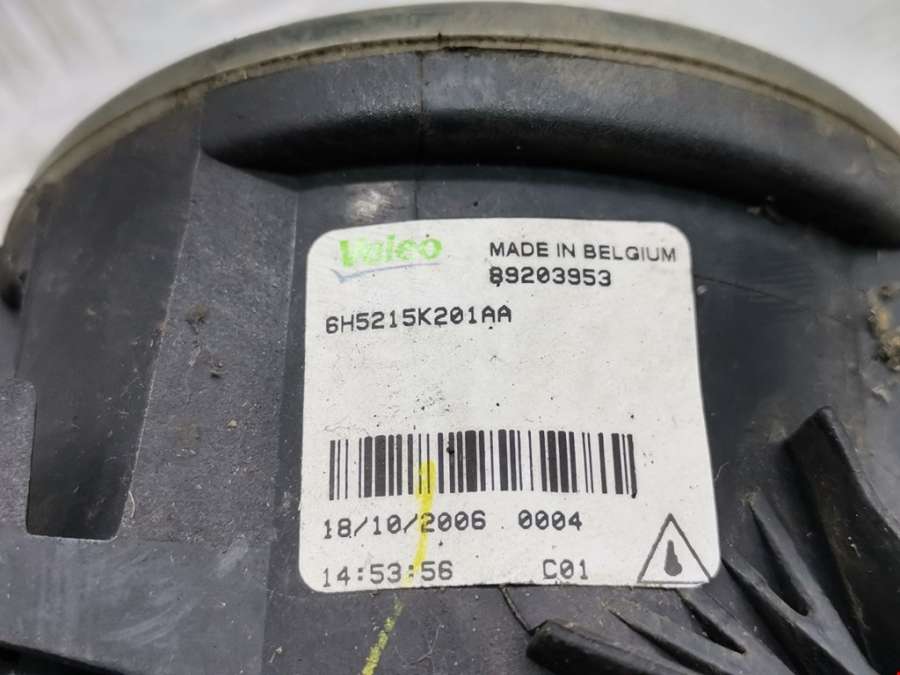 Valeo MADE IN BELGIUM
89203953
6H5215K201AA
18/10/2006 0004
14:53:56 C01